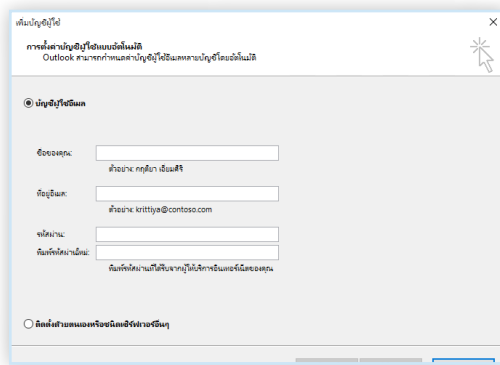 เพิ่มบัญชีผู้ใช้
การตั้งค่าบัญชีผู้ใช้แบบอัตโนมัติ
Outlook สามารถกำหนดค่าบัญชีผู้ใช้อีเมลหลายบัญชีโดยอัตโนมัติ
บัญชีผู้ใช้อีเมล
ชื่อของคุณ:
ตัวอย่าง: กฤติยา เอี่ยมศิริ
ที่อยู่อีเมล:
ตัวอย่าง: krittiya@contoso.com
รหัสผ่าน:
พิมพ์รหัสผ่านใหม่:
พิมพ์รหัสผ่านที่ได้รับจากผู้ให้บริการอินเทอร์เน็ตของคุณ
ติดตั้งด้วยตนเองหรือชนิดเซิร์ฟเวอร์อื่นๆ